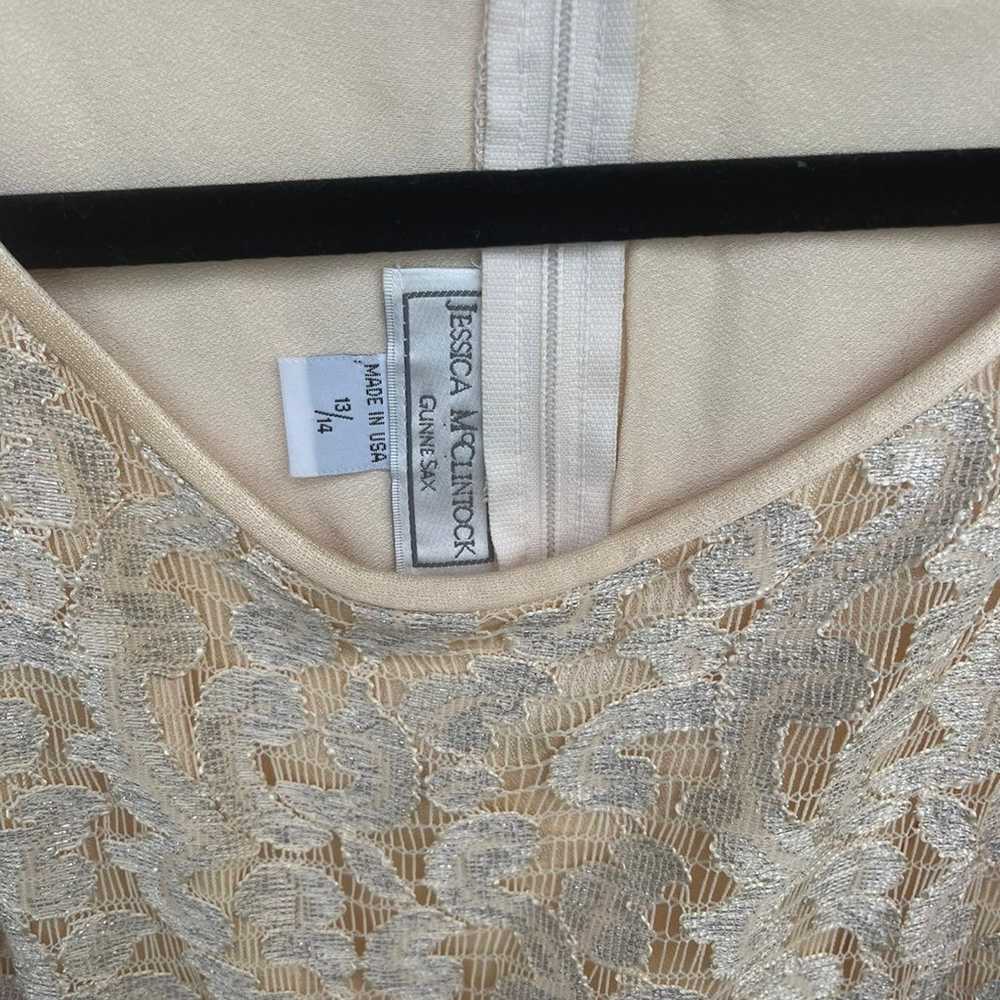 JESSICA MCCLINTOCK
GUNNE SAX
MADE IN USA
13/
/14